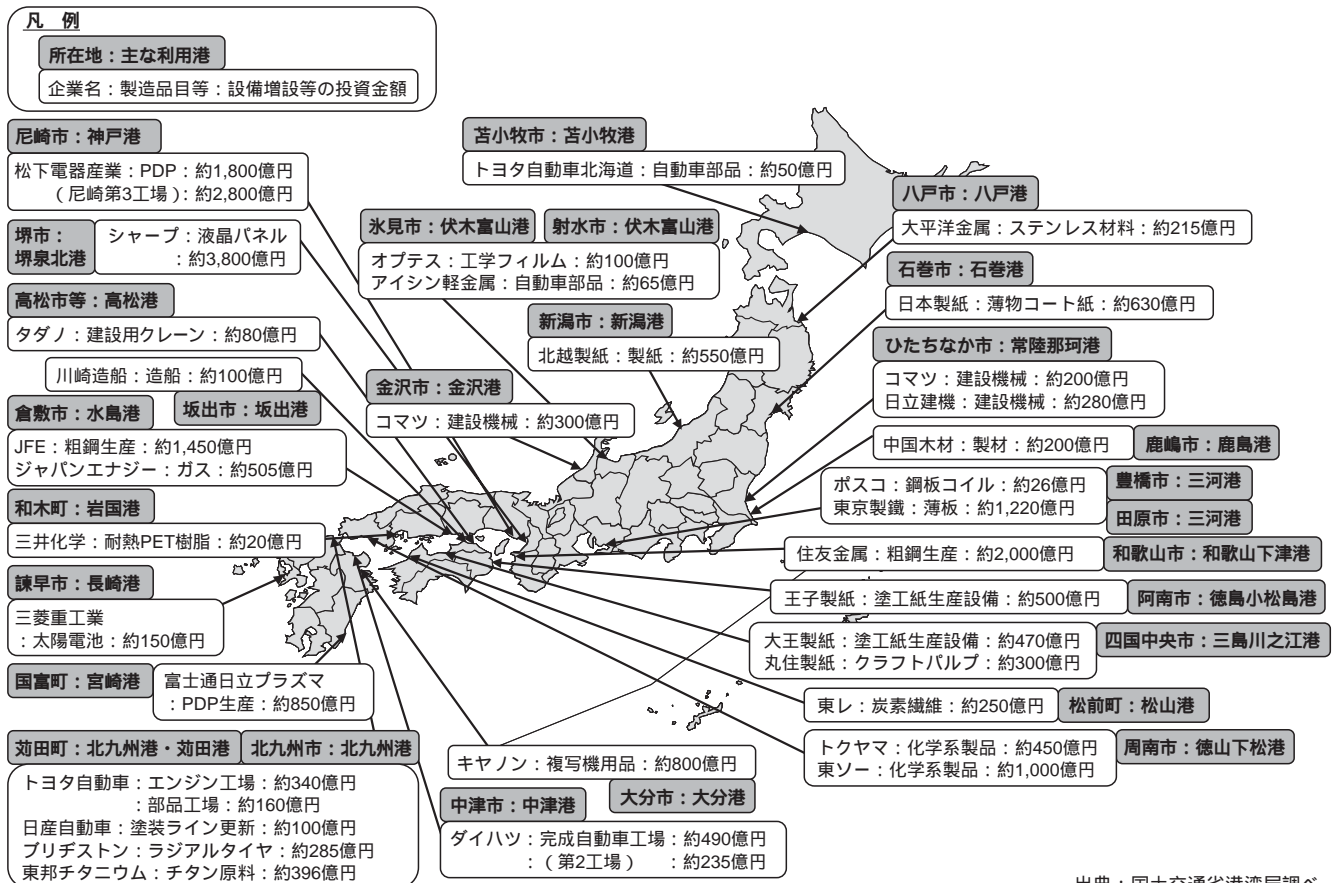 凡 例
所在地：主な利用港
企業名：製造品目等：設備増設等の投資金額
尼崎市：神戸港
松下電器産業：PDP：約1,800億円
（尼崎第3工場）：約2,800億円
堺市：
堺泉北港
シャープ：液晶パネル
：約3,800億円
高松市等：高松港
タダノ：建設用クレーン：約80億円
川崎造船：造船：約100億円
倉敷市：水島港
坂出市：坂出港
JFE：粗鋼生産：約1,450億円
ジャパンエナジー：ガス：約505億円
和木町：岩国港
三井化学：耐熱PET樹脂：約20億円
諫早市：長崎港
三菱重工業
：太陽電池：約150億円
国富町：宮崎港
富士通日立プラズマ
：PDP生産：約850億円
苅田町：北九州港・苅田港
北九州市：北九州港
トヨタ自動車：エンジン工場：約340億円
：部品工場：約160億円
日産自動車：塗装ライン更新：約100億円
ブリヂストン：ラジアルタイヤ：約285億円
東邦チタニウム：チタン原料：約396億円
苫小牧市：苫小牧港
トヨタ自動車北海道：自動車部品：約50億円
氷見市：伏木富山港
射水市：伏木富山港
オプテス：工学フィルム：約100億円
アイシン軽金属：自動車部品：約65億円
新潟市：新潟港
北越製紙：製紙：約550億円
金沢市：金沢港
コマツ：建設機械：約300億円
八戸市：八戸港
大平洋金属：ステンレス材料：約215億円
石巻市：石巻港
日本製紙：薄物コート紙：約630億円
ひたちなか市：常陸那珂港
コマツ：建設機械：約200億円
日立建機：建設機械：約280億円
中国木材：製材：約200億円
鹿嶋市：鹿島港
ポスコ：鋼板コイル：約26億円
東京製鐵：薄板：約1,220億円
豊橋市：三河港
田原市：三河港
住友金属：粗鋼生産：約2,000億円
和歌山市：和歌山下津港
王子製紙：塗工紙生産設備：約500億円
阿南市：徳島小松島港
大王製紙：塗工紙生産設備：約470億円
丸住製紙：クラフトパルプ：約300億円
四国中央市：三島川之江港
東レ：炭素繊維：約250億円
松前町：松山港
トクヤマ：化学系製品：約450億円
東ソー：化学系製品：約1,000億円
周南市：徳山下松港
キヤノン：複写機用品：約800億円
大分市：大分港
中津市：中津港
ダイハツ：完成自動車工場：約490億円
：（第2工場）　：約235億円
出典：国土交通省港湾局調べ